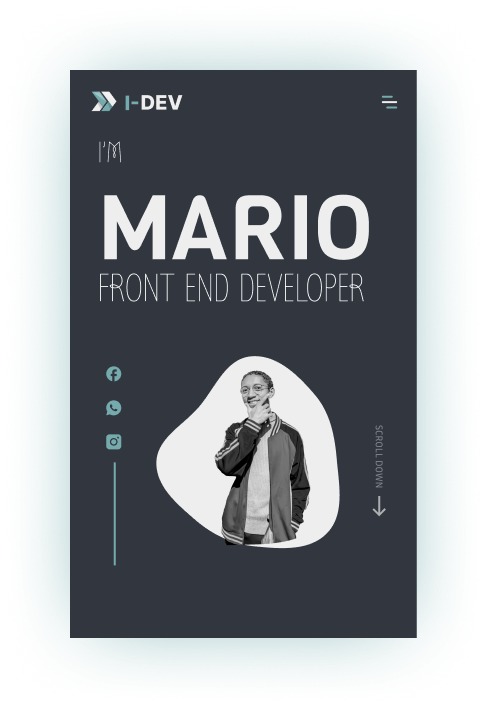 I-DEV
I'M
MARIO
FRONT END DEVELOPER
SCROLL DOWN